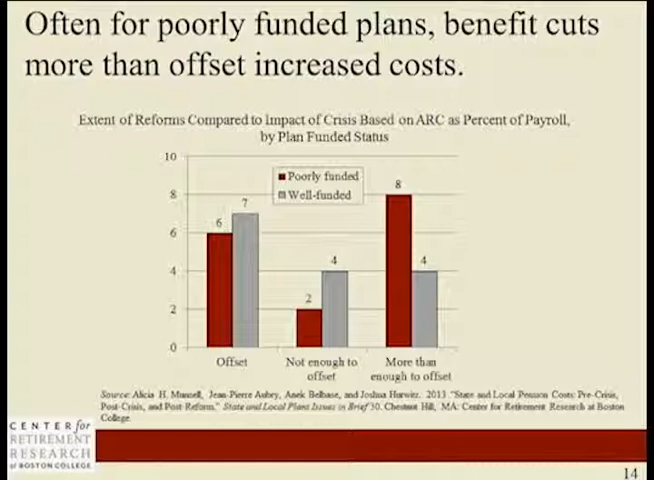 Often for poorly funded plans, benefit cuts
more than offset increased costs.
Extent of Reforms Compared to Impact of Crisis Based on ARC as Percent of Payroll,
by Plan Funded Status
10
8
6
4
2
0
Poorly funded
Well-funded
6
7
2
4
8
4
Offset
Not enough to
offset
More than
enough to offset
Source: Alicia H. Munnell, Jean-Pierre Aubry, Anek Belbase, and Joshua Hurwitz. 2013 "State and Local Pension Costs: Pre-Crisis,
Post-Crisis, and Post-Reform." State and Local Plans Issues in Brief 30. Chestnut Hill, MA: Center for Retirement Research at Boston
College.
CENTER for
RETIREMENT
RESEARCH
at BOSTON COLLEGE
14